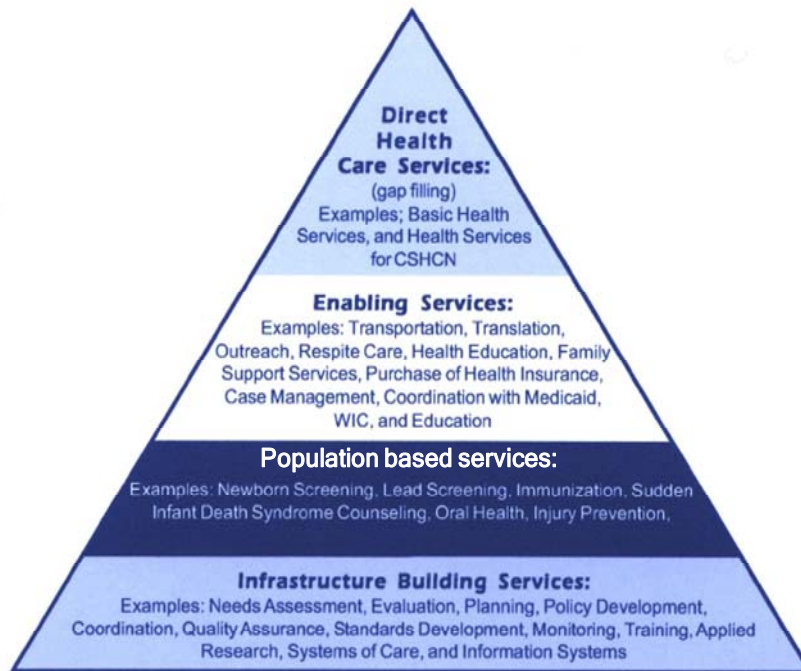 Direct
Health
Care Services:
(gap filling)
Examples; Basic Health
Services, and Health Services
for CSHCN
Enabling Services:
Examples: Transportation, Translation,
Outreach, Respite Care, Health Education, Family
Support Services, Purchase of Health Insurance,
Case Management, Coordination with Medicaid,
WIC, and Education
Population based services:
Examples: Newborn Screening, Lead Screening, Immunization, Sudden
Infant Death Syndrome Counseling, Oral Health, Injury Prevention,
Infrastructure Building Services:
Examples: Needs Assessment, Evaluation, Planning, Policy Development,
Coordination, Quality Assurance, Standards Development, Monitoring, Training, Applied
Research, Systems of Care, and Information Systems